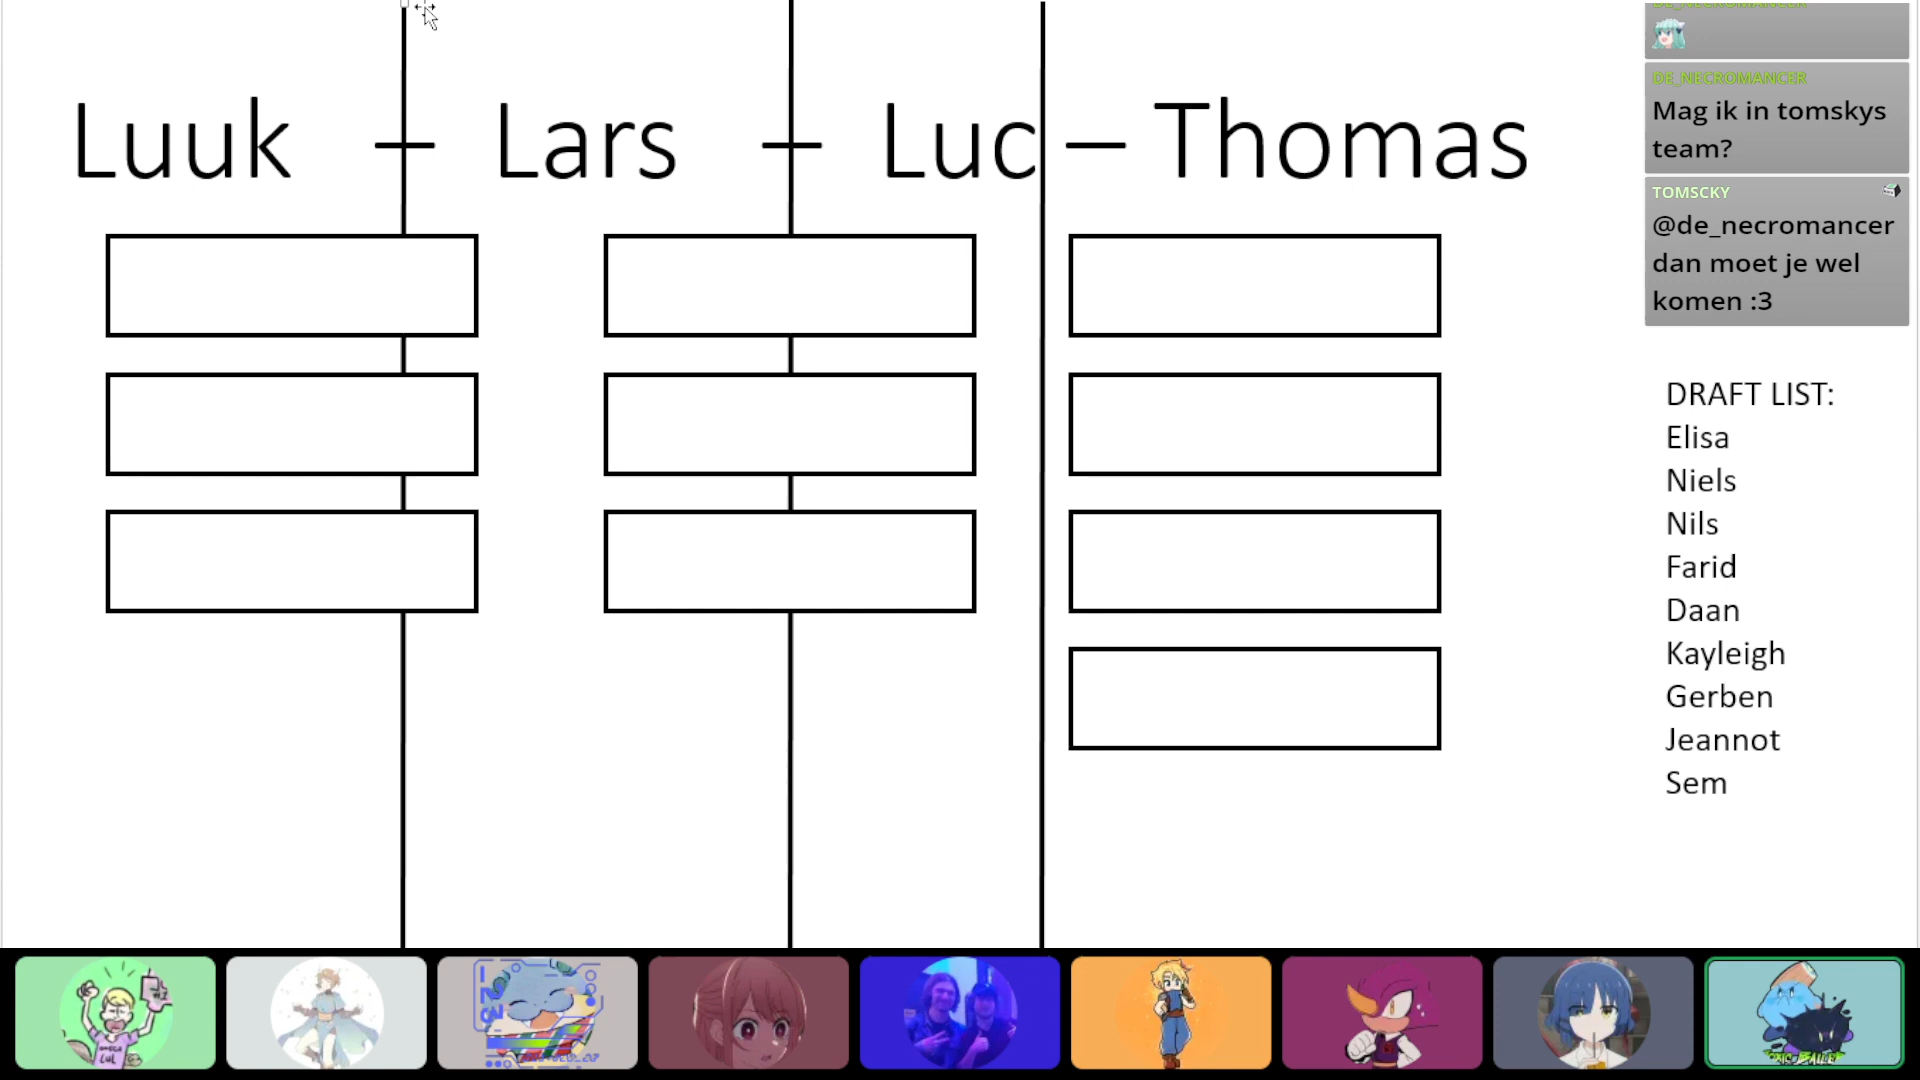 Luuk – Lars – Luc – Thomas
DE_NECROMANCER
DE_NECROMANCER
Mag ik in tomskys
team?
TOMSCKY
@de_necromancer
dan moet je wel
komen :3
DRAFT LIST:
Elisa
Niels
Nils
Farid
Daan
Kayleigh
Gerben
Jeannot
Sem